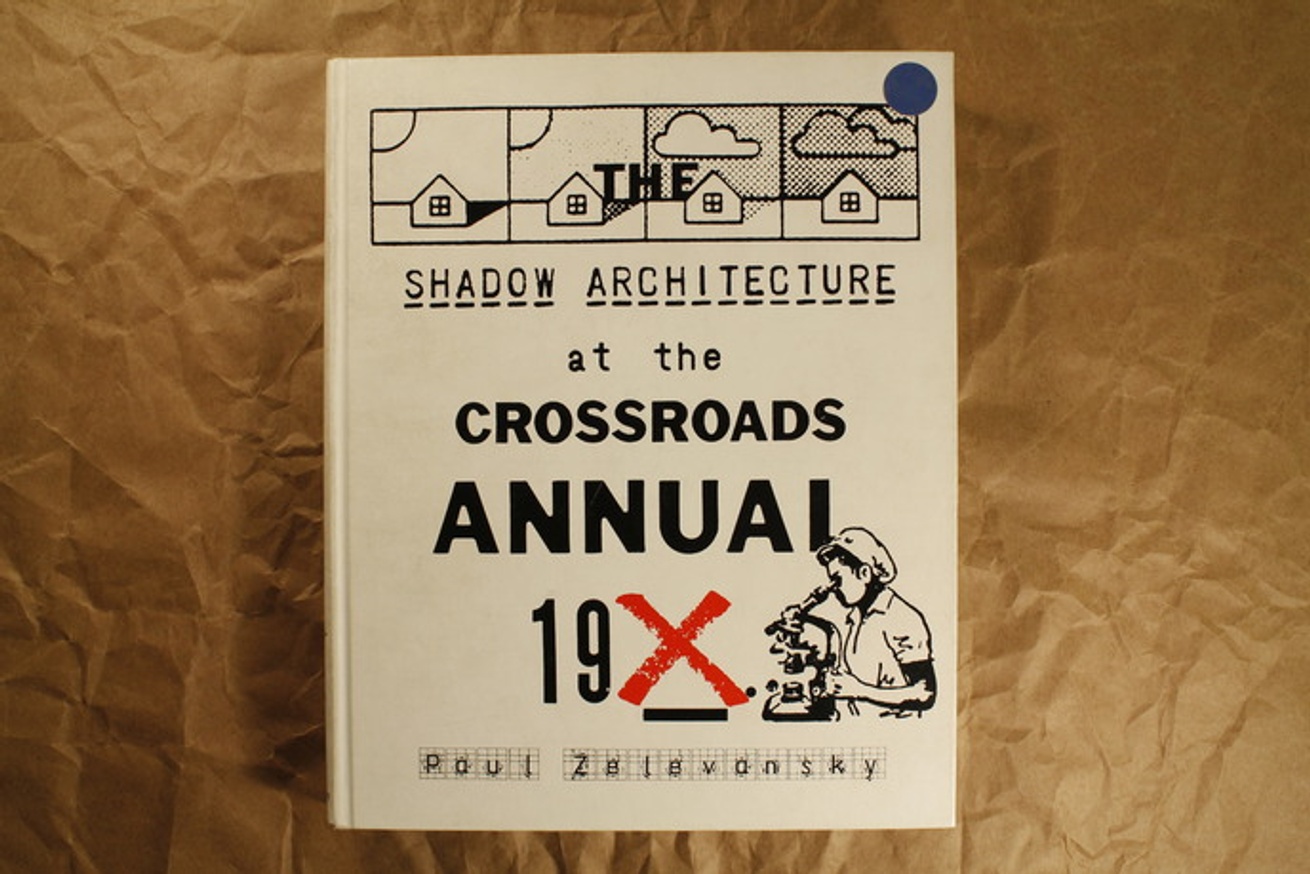 THE
SHADOW ARCHITECTURE
at the
CROSSROADS
ANNUAL
19X
Paul Zelevansky